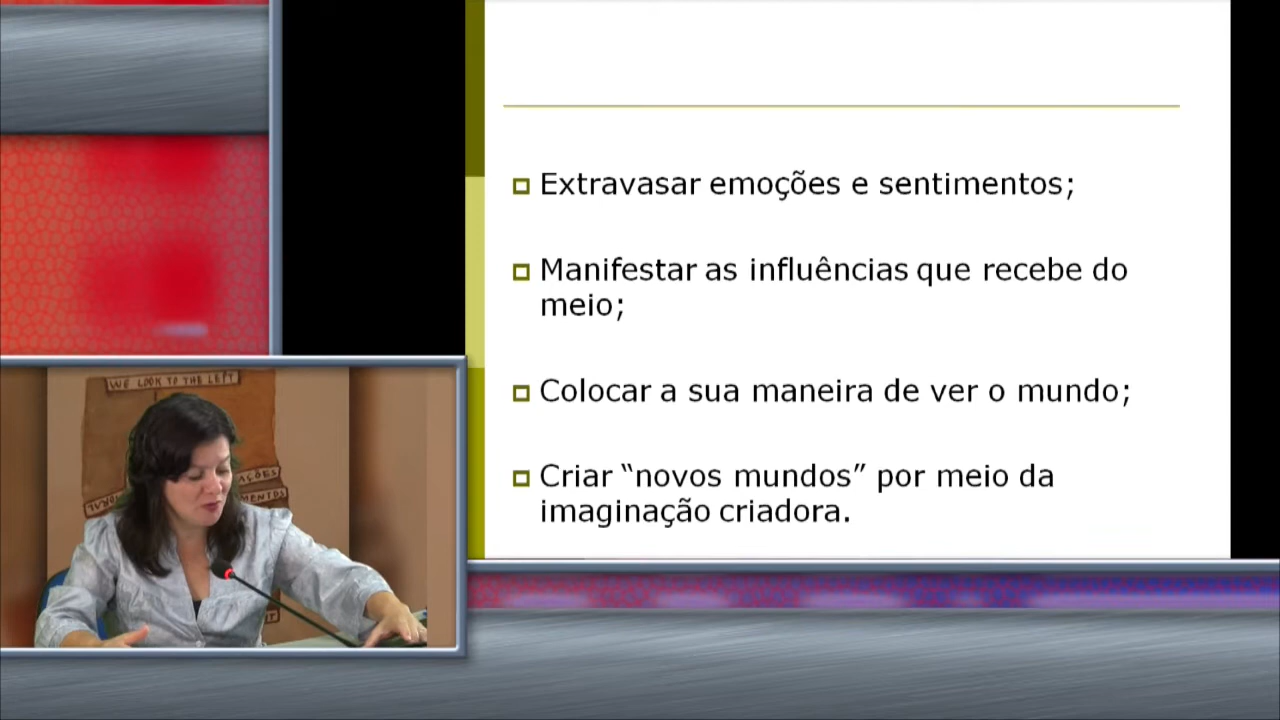 Extravasar emoções e sentimentos;
Manifestar as influências que recebe do
meio;
Colocar a sua maneira de ver o mundo;
Criar “novos mundos” por meio da
imaginação criadora.
WE LOOK TO THE LEFT